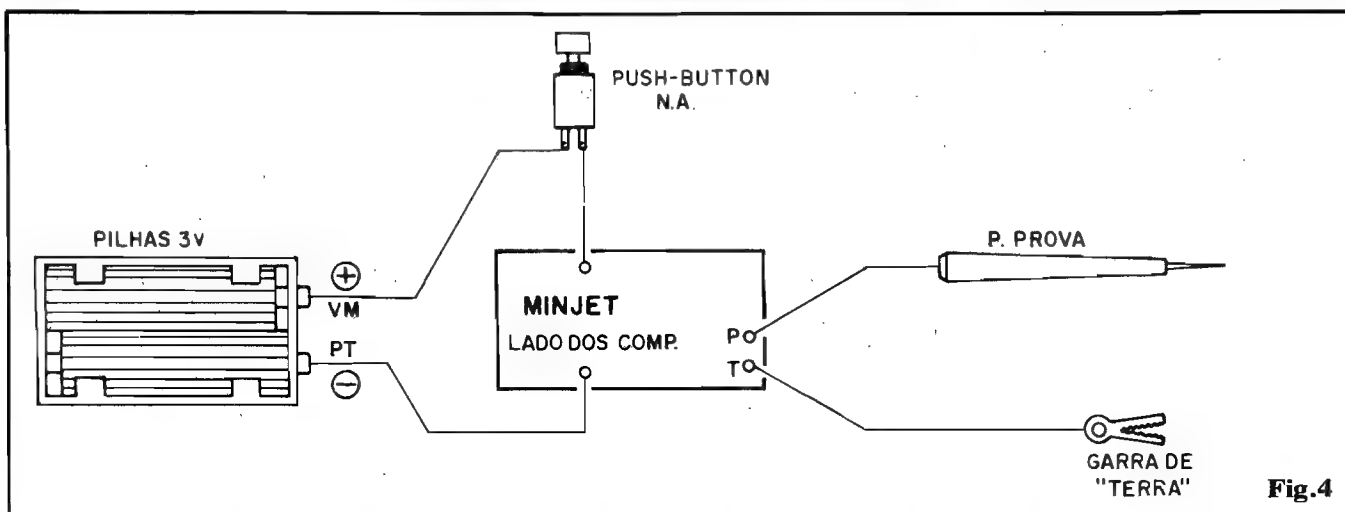 PUSH-BUTTON
N.A.
PILHAS 3V
+
VM
PT
-
MINJET
LADO DOS COMP.
P
T
P. PROVA
GARRA DE
"TERRA"
Fig.4